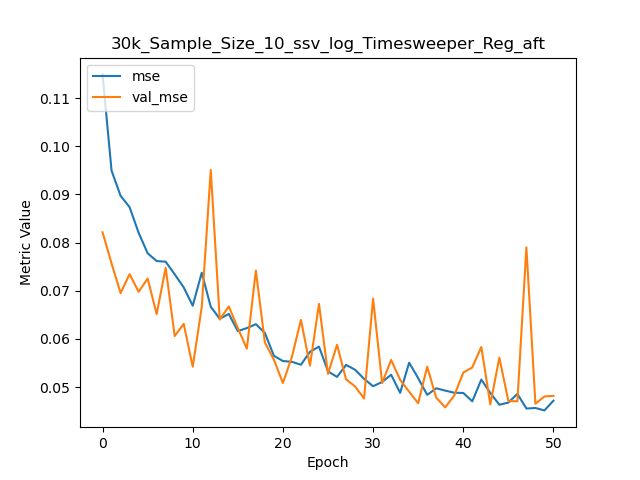 30k_Sample_Size_10_ssv_log_Timesweeper_Reg_aft
mse
val_mse
0.11
0.10
0.09
0.08
0.07
0.06
0.05
Metric Value
0 10 20 30 40 50
Epoch